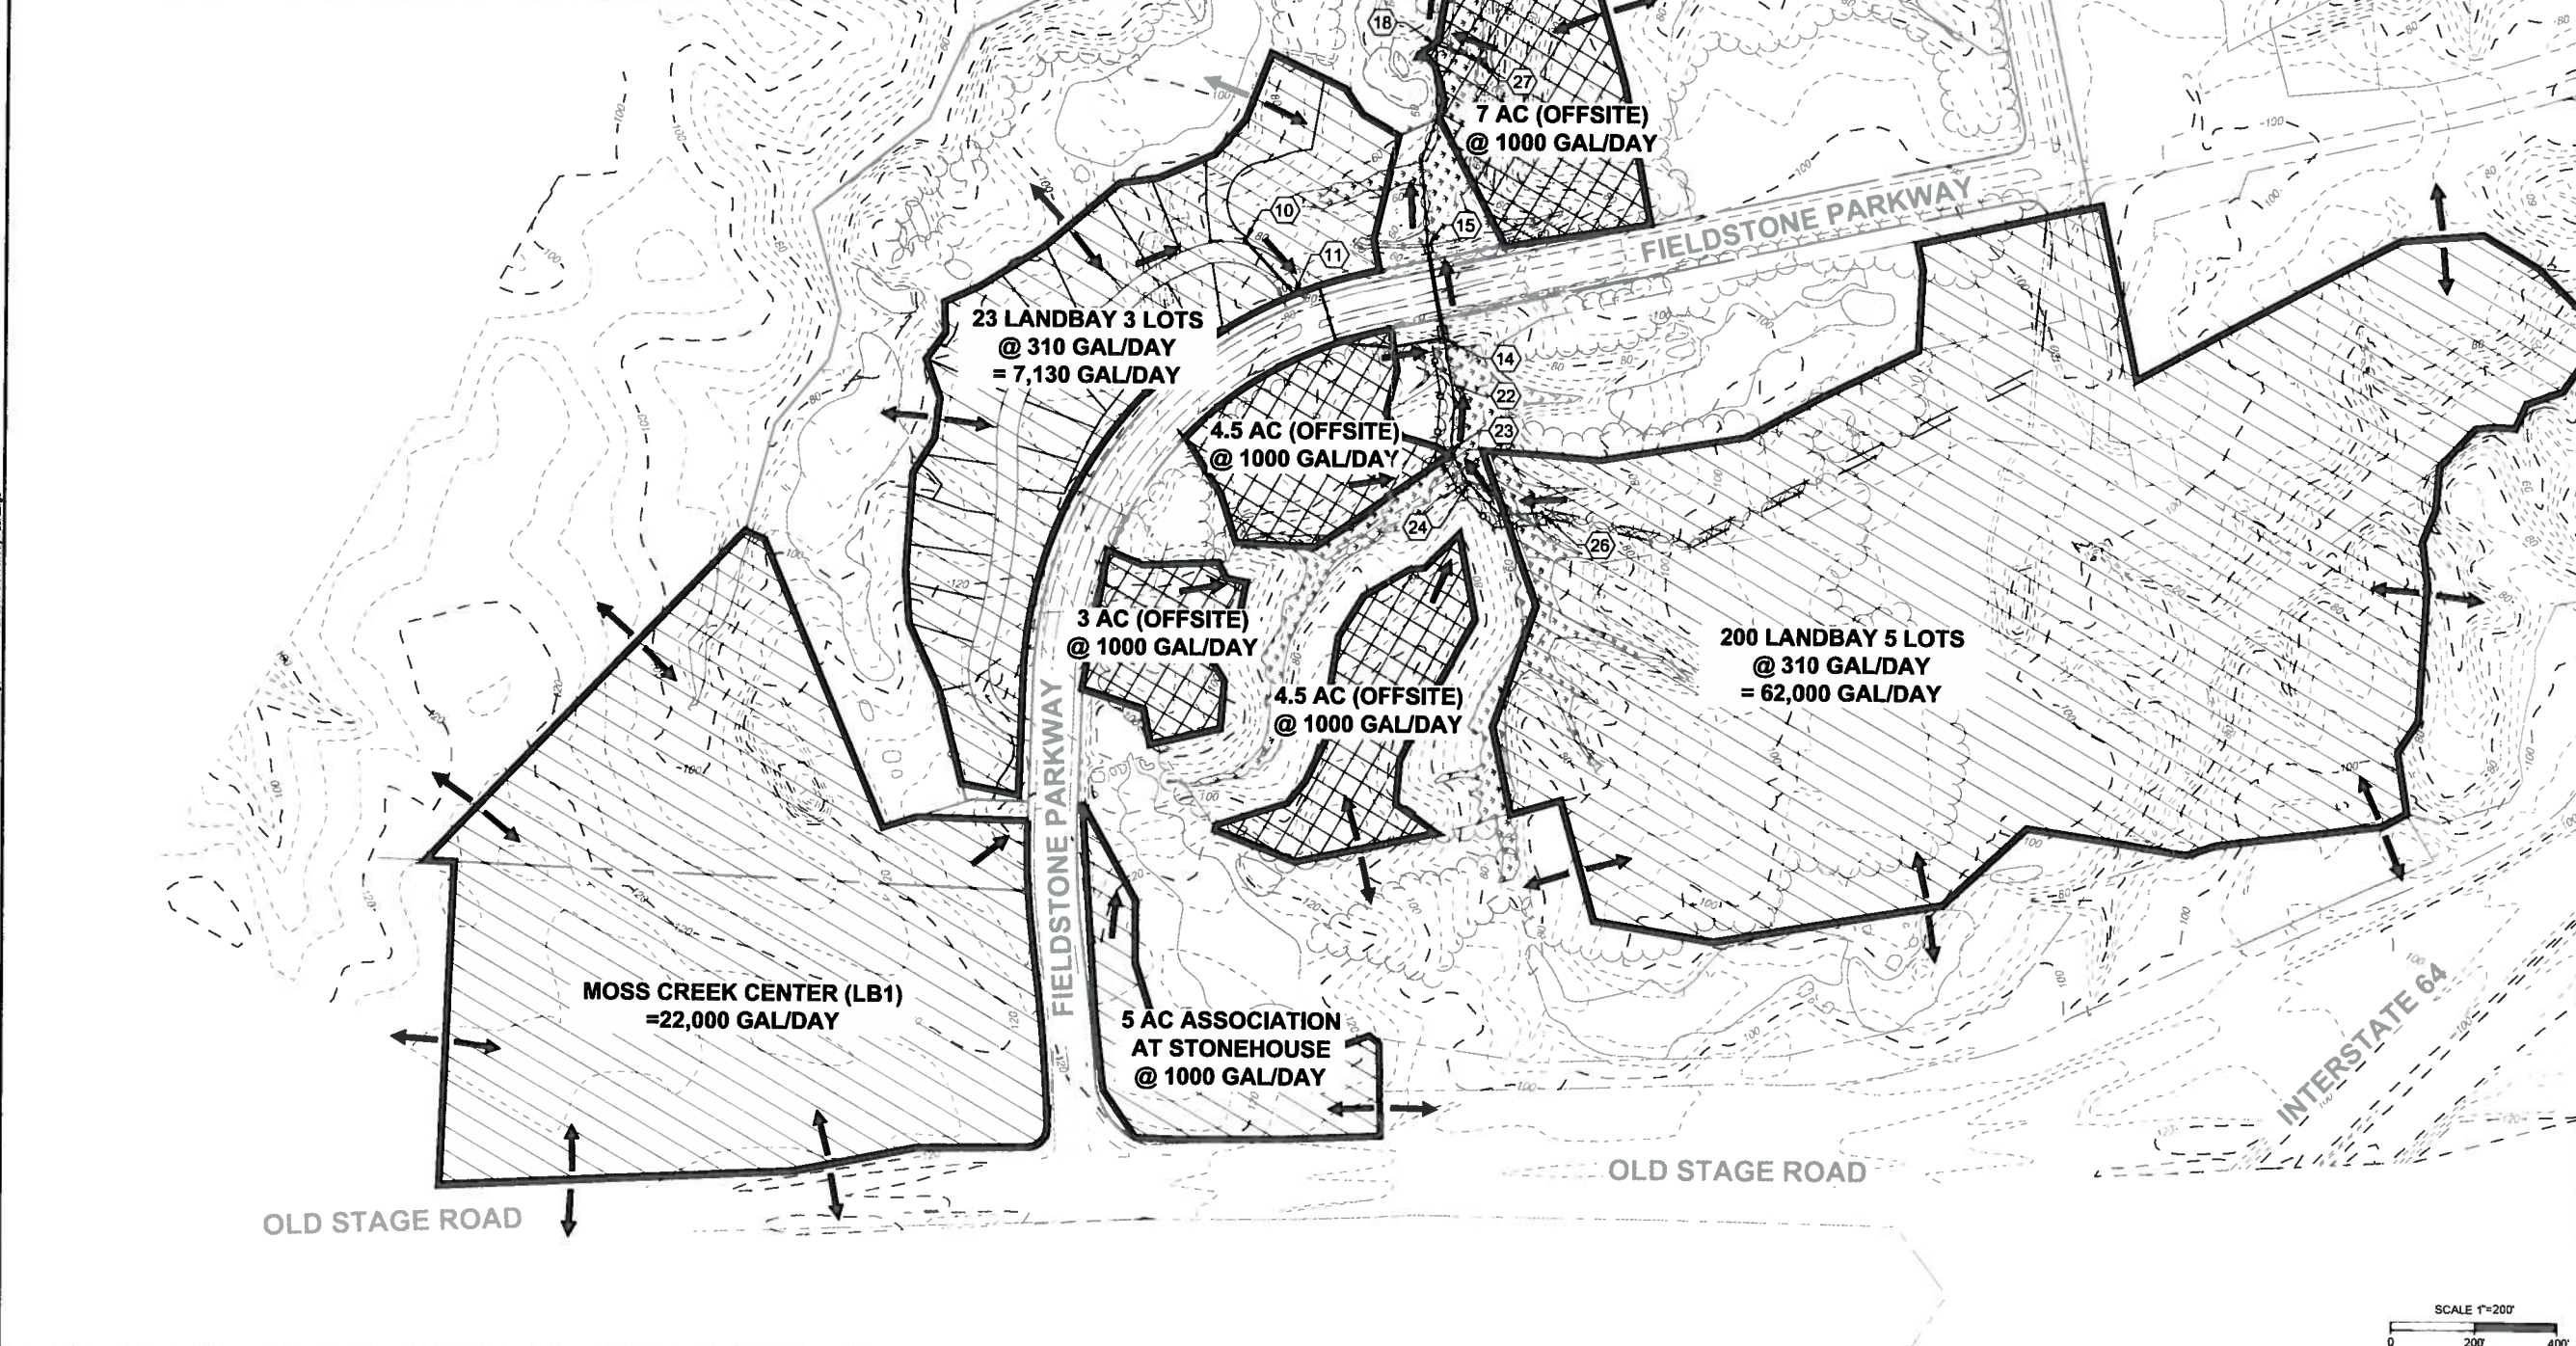 18
27
7 AC (OFFSITE)
@ 1000 GAL/DAY
10
15
11
FIELDSTONE PARKWAY
23 LANDBAY 3 LOTS
@ 310 GAL/DAY
= 7,130 GAL/DAY
14
22
23
4.5 AC (OFFSITE)
@ 1000 GAL/DAY
24
26
3 AC (OFFSITE)
@ 1000 GAL/DAY
200 LANDBAY 5 LOTS
@ 310 GAL/DAY
= 62,000 GAL/DAY
4.5 AC (OFFSITE)
@ 1000 GAL/DAY
FIELDSTONE PARKWAY
MOSS CREEK CENTER (LB1)
=22,000 GAL/DAY
5 AC ASSOCIATION
AT STONEHOUSE
@ 1000 GAL/DAY
INTERSTATE 64
OLD STAGE ROAD
OLD STAGE ROAD
SCALE 1"=200'
0 200' 400'